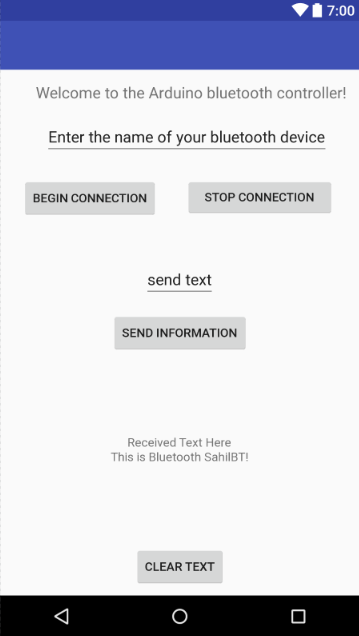 7:00
Welcome to the Arduino bluetooth controller!
Enter the name of your bluetooth device
BEGIN CONNECTION
STOP CONNECTION
send text
SEND INFORMATION
Received Text Here
This is Bluetooth SahilBT!
CLEAR TEXT